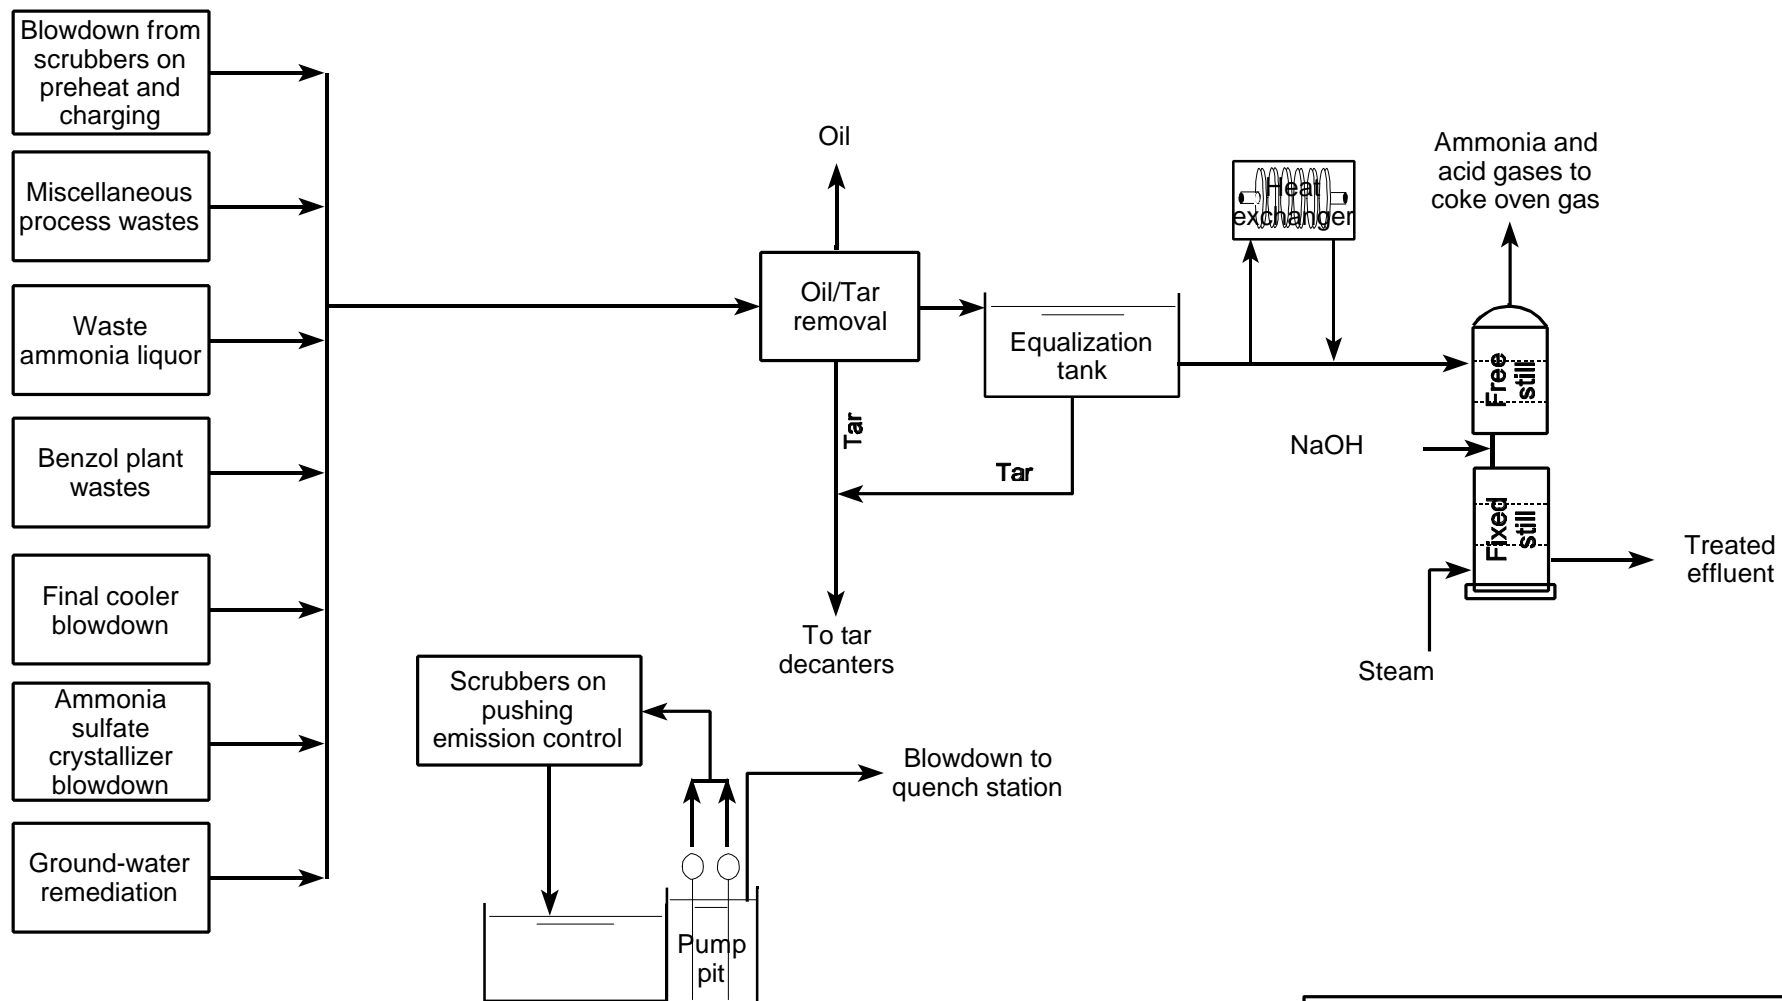 Blowdown from
scrubbers on
preheat and
charging
Miscellaneous
process wastes
Waste
ammonia liquor
Benzol plant
wastes
Final cooler
blowdown
Ammonia
sulfate
crystallizer
blowdown
Ground-water
remediation
Oil
Oil/Tar
removal
Tar
To tar
decanters
Equalization
tank
Tar
Heat
exchanger
Ammonia and
acid gases to
coke oven gas
Free
still
NaOH
Fixed
still
Steam
Treated
effluent
Scrubbers on
pushing
emission control
Blowdown to
quench station
Pump
pit